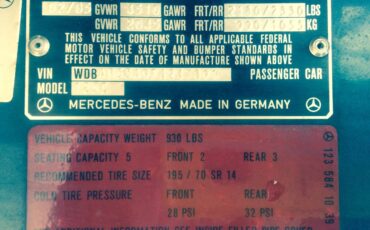 GVWR GAWR FRT/RR LBS
GVWR GAWR FRT/RR KG
THIS VEHICLE CONFORMS TO ALL APPLICABLE FEDERAL
MOTOR VEHICLE SAFETY AND BUMPER STANDARDS IN
EFFECT ON THE DATE OF MANUFACTURE SHOWN ABOVE
VIN WDB PASSENGER CAR
MODEL
MERCEDES-BENZ MADE IN GERMANY
VEHICLE CAPACITY WEIGHT 930 LBS
SEATING CAPACITY 5 FRONT 2 REAR 3
RECOMMENDED TIRE SIZE 195 / 70 SR 14
COLD TIRE PRESSURE FRONT REAR
28 PSI 32 PSI
123 584 10 39